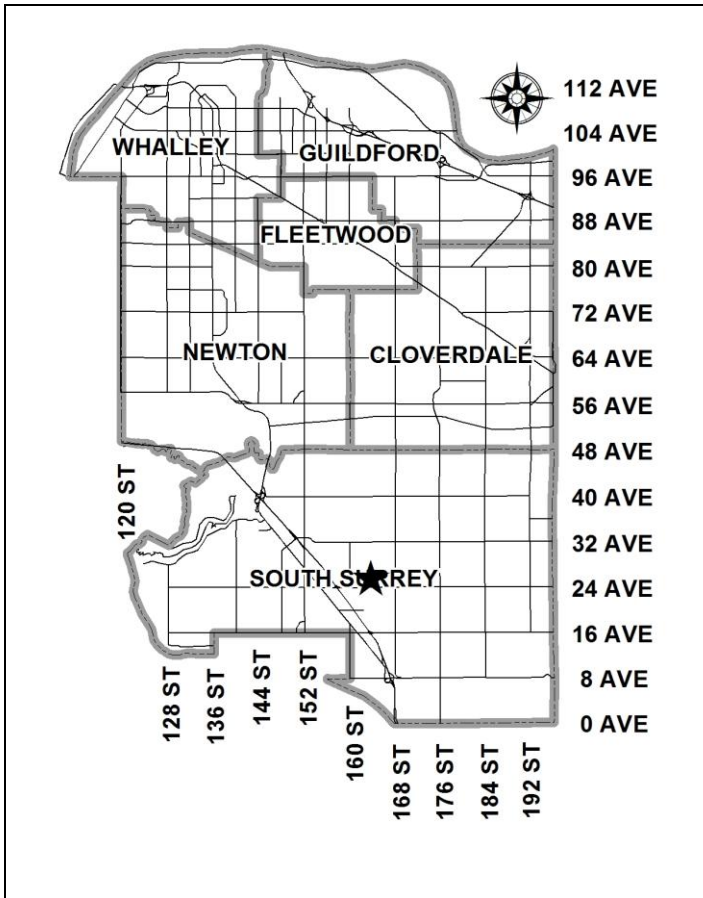 112 AVE
104 AVE
WHALLEY
GUILDFORD
96 AVE
88 AVE
FLEETWOOD
80 AVE
72 AVE
NEWTON
CLOVERDALE
64 AVE
56 AVE
48 AVE
120 ST
40 AVE
32 AVE
SOUTH SURREY
24 AVE
16 AVE
8 AVE
0 AVE
128 ST
136 ST
144 ST
152 ST
160 ST
168 ST
176 ST
184 ST
192 ST